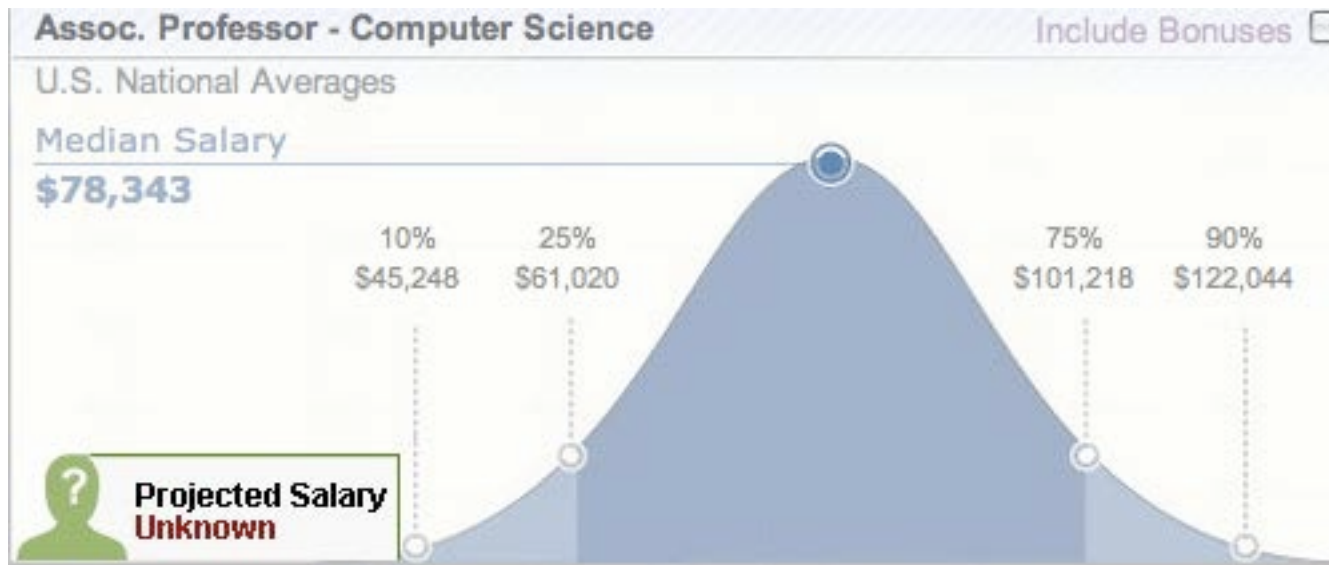 Assoc. Professor - Computer Science
Include Bonuses
U.S. National Averages
Median Salary
$78,343
10%
$45,248
25%
$61,020
75%
$101,218
90%
$122,044
?
Projected Salary
Unknown